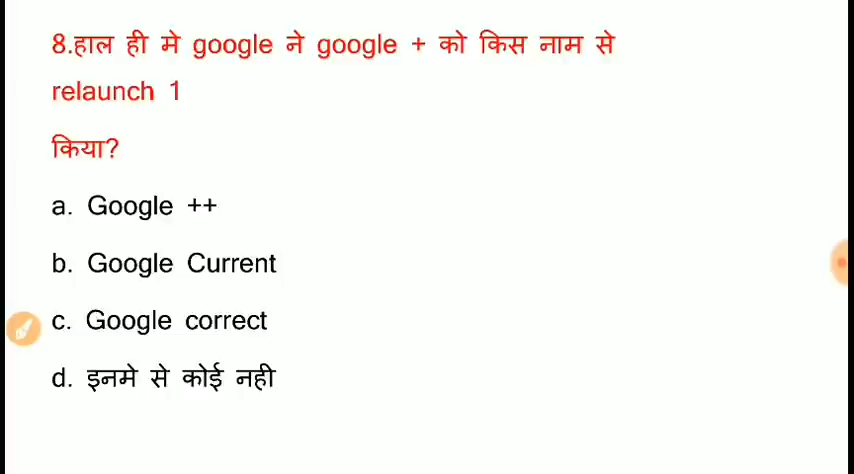 8.हाल ही मे google ने google + को किस नाम से
relaunch 1
किया?
a. Google ++
b. Google Current
c. Google correct
d. इनमे से कोई नही